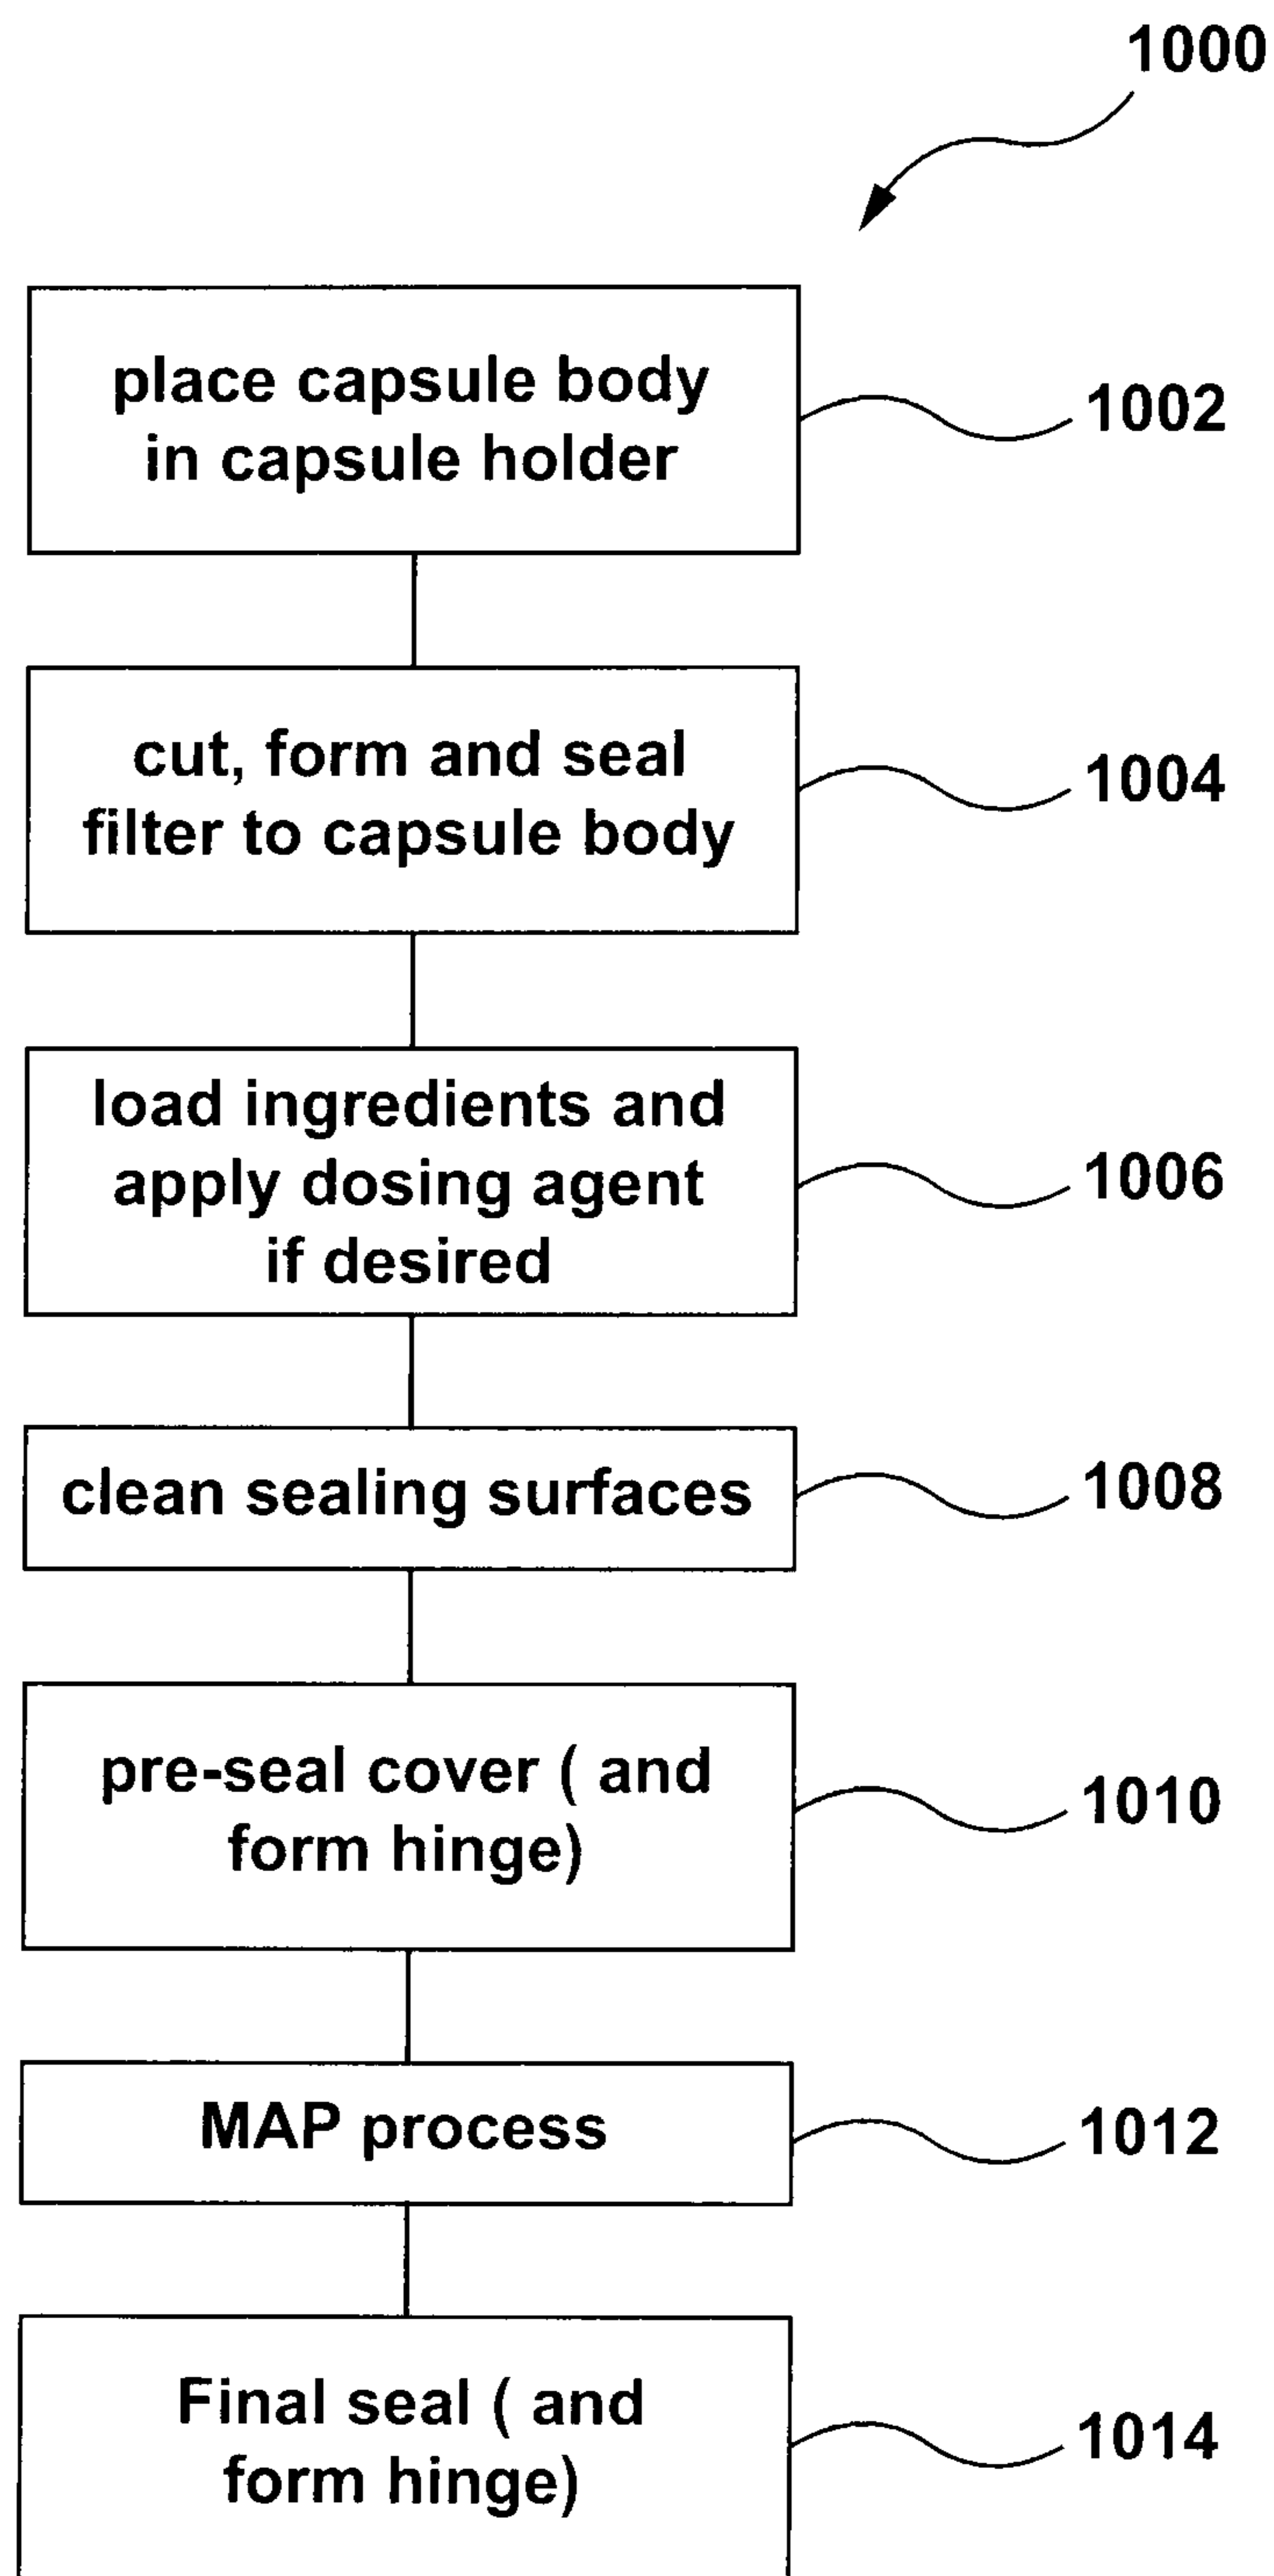 1000
place capsule body
in capsule holder
1002
cut, form and seal
filter to capsule body
1004
load ingredients and
apply dosing agent
if desired
1006
clean sealing surfaces
1008
pre-seal cover ( and
form hinge)
1010
MAP process
1012
Final seal ( and
form hinge)
1014